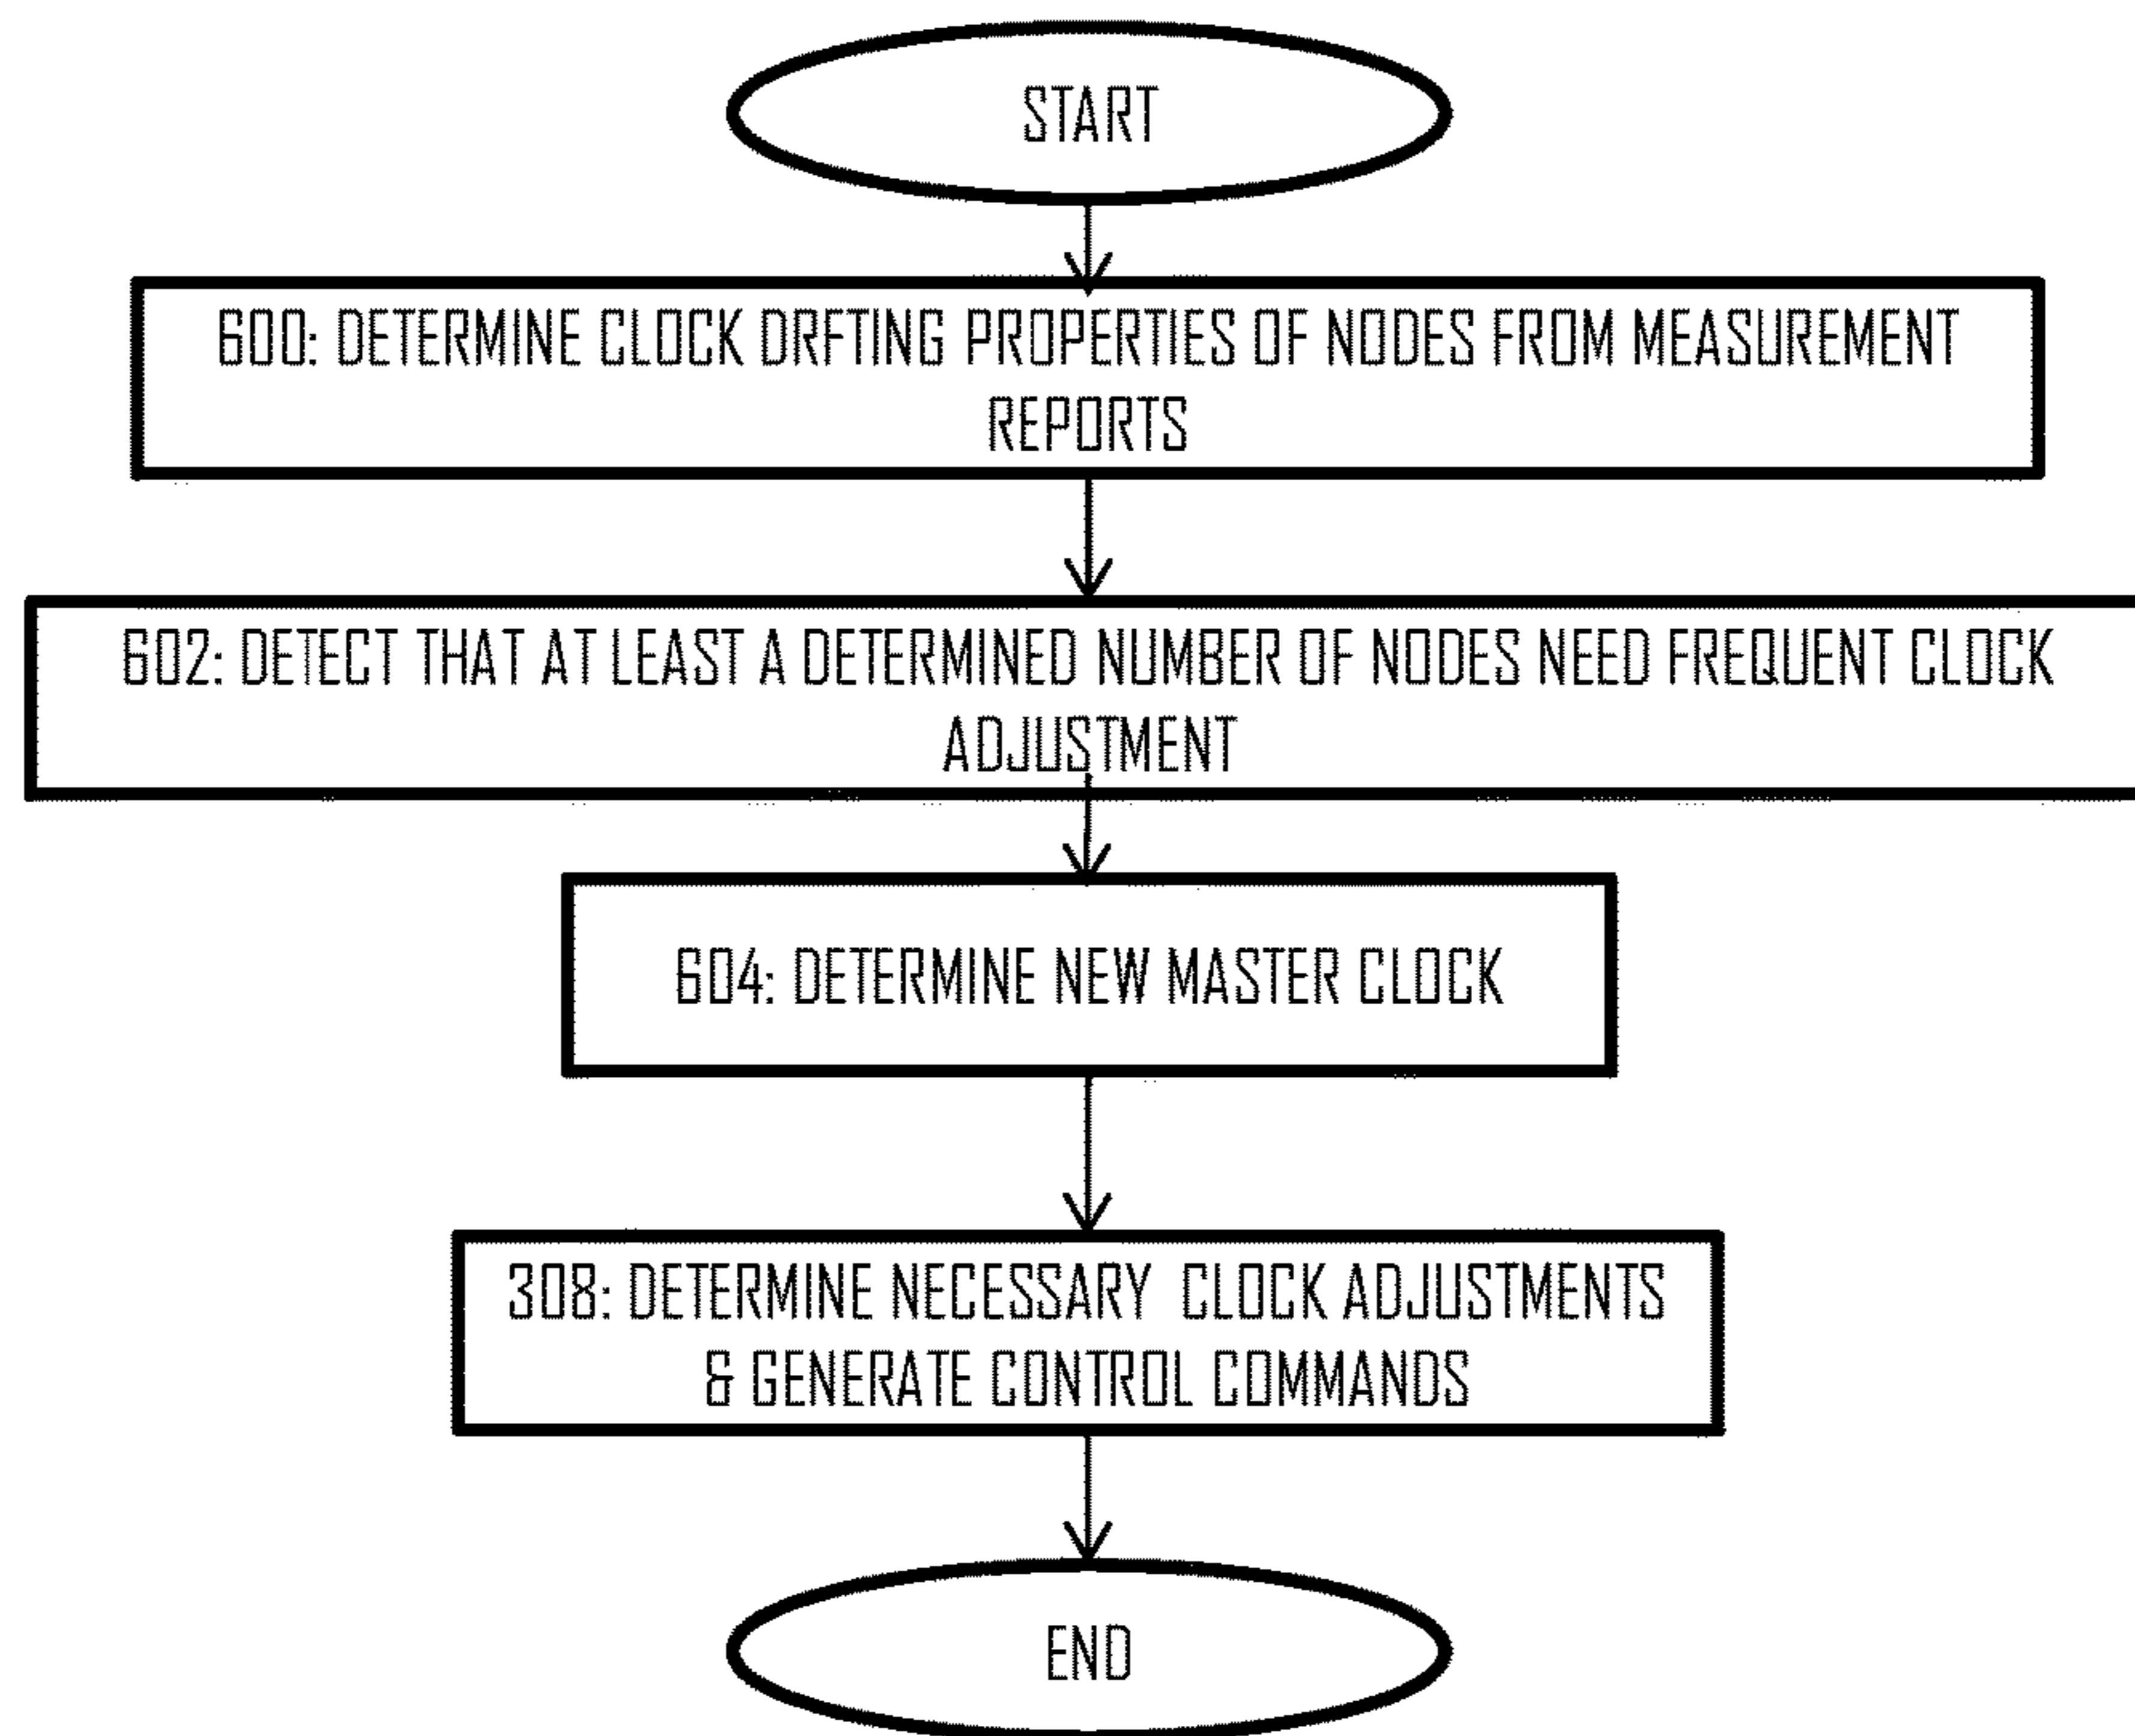 START
600: DETERMINE CLOCK DRFTING PROPERTIES OF NODES FROM MEASUREMENT
REPORTS
602: DETECT THAT AT LEAST A DETERMINED NUMBER OF NODES NEED FREQUENT CLOCK
ADJUSTMENT
604: DETERMINE NEW MASTER CLOCK
308: DETERMINE NECESSARY CLOCK ADJUSTMENTS
& GENERATE CONTROL COMMANDS
END